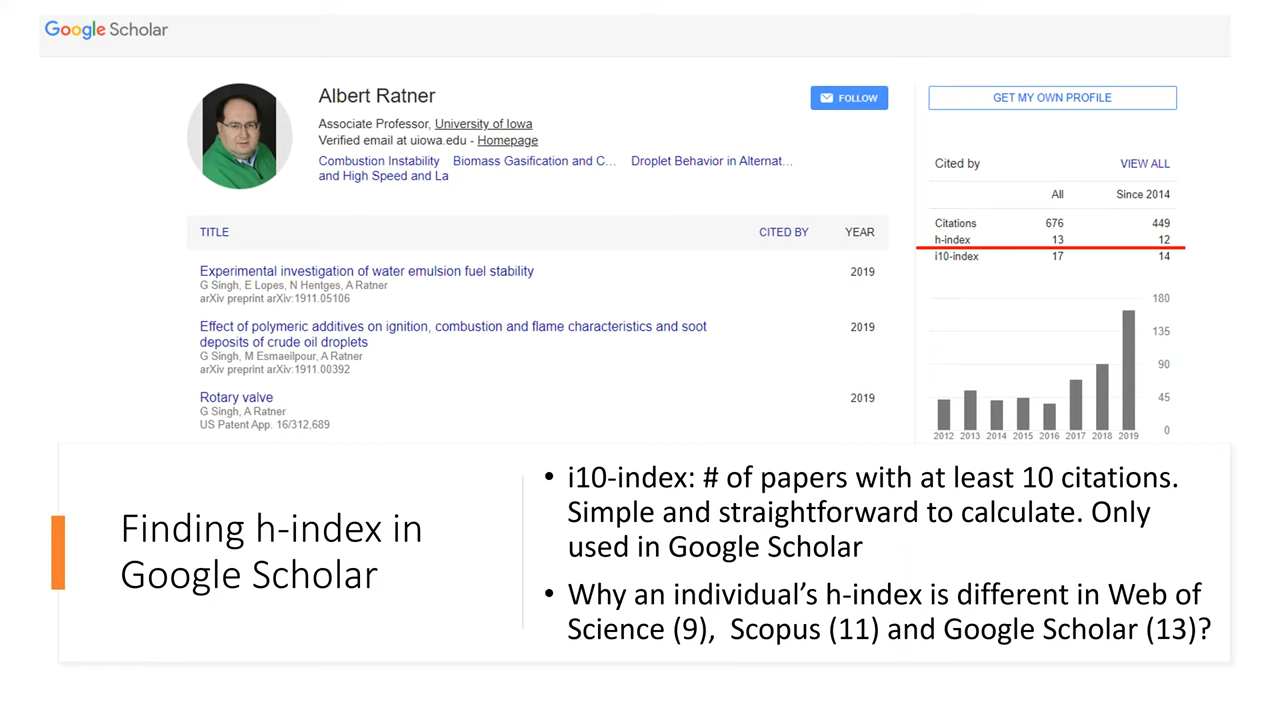 Google Scholar
Albert Ratner
FOLLOW
GET MY OWN PROFILE
Associate Professor, University of Iowa
Verified email at uiowa.edu - Homepage
Combustion Instability Biomass Gasification and C... Droplet Behavior in Alternat...
and High Speed and La
Cited by VIEW ALL
All Since 2014
Citations 676 449
h-index 13 12
i10-index 17 14
TITLE CITED BY YEAR
Experimental investigation of water emulsion fuel stability 2019
G Singh, E Lopes, N Hentges, A Ratner
arXiv preprint arXiv:1911.05106
Effect of polymeric additives on ignition, combustion and flame characteristics and soot 2019
deposits of crude oil droplets
G Singh, M Esmaeilpour, A Ratner
arXiv preprint arXiv:1911.00392
Rotary valve 2019
G Singh, A Ratner
US Patent App. 16/312,689
180
135
90
45
0
2012 2013 2014 2015 2016 2017 2018 2019
Finding h-index in
Google Scholar
• i10-index: # of papers with at least 10 citations.
Simple and straightforward to calculate. Only
used in Google Scholar
• Why an individual’s h-index is different in Web of
Science (9), Scopus (11) and Google Scholar (13)?